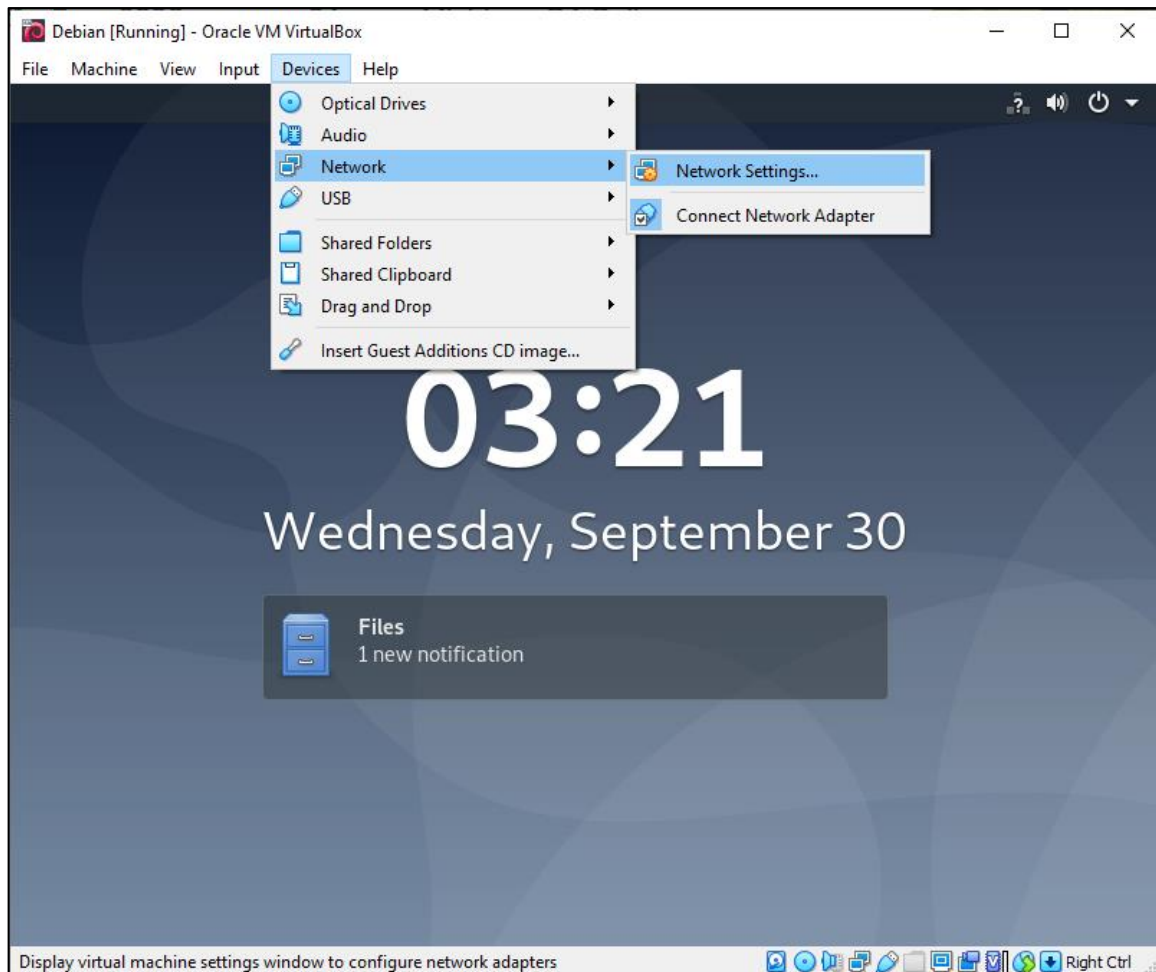 Debian [Running] - Oracle VM VirtualBox
File Machine View Input Devices Help
Optical Drives
Audio
Network
USB
Shared Folders
Shared Clipboard
Drag and Drop
Insert Guest Additions CD image...
Network Settings...
Connect Network Adapter
?
03:21
Wednesday, September 30
Files
1 new notification
Display virtual machine settings window to configure network adapters
Right Ctrl